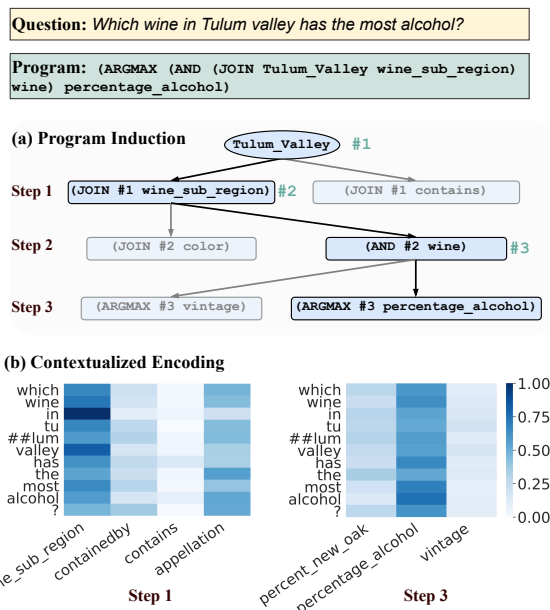 Question: Which wine in Tulum valley has the most alcohol?
Program: (ARGMAX (AND (JOIN Tulum_Valley wine_sub_region)
wine) percentage_alcohol)
(a) Program Induction
Tulum_Valley #1
Step 1 (JOIN #1 wine_sub_region) #2 (JOIN #1 contains)
Step 2 (JOIN #2 color) (AND #2 wine) #3
Step 3 (ARGMAX #3 vintage) (ARGMAX #3 percentage_alcohol)
(b) Contextualized Encoding
which
wine
in
tu
##lum
valley
has
the
most
alcohol
?
ne_sub_region
containedby
contains
appellation
Step 1
which
wine
in
tu
##lum
valley
has
the
most
alcohol
?
percent_new_oak
percentage_alcohol
vintage
Step 3
1.00
0.75
0.50
0.25
0.00